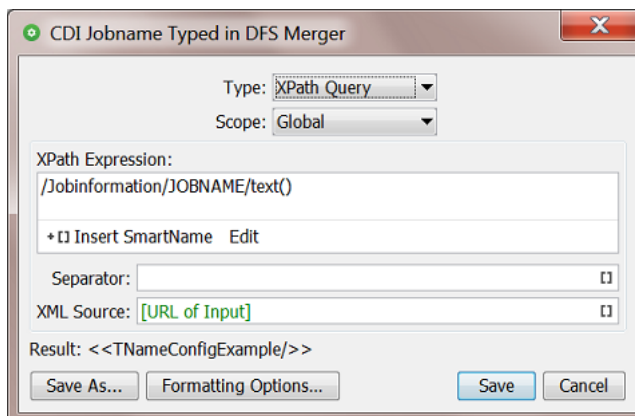 CDI Jobname Typed in DFS Merger
Type: XPath Query
Scope: Global
XPath Expression:
/Jobinformation/JOBNAME/text()
+[] Insert SmartName Edit
Separator: []
XML Source: [URL of Input] []
Result: <<TNameConfigExample/>>
Save As... Formatting Options... Save Cancel